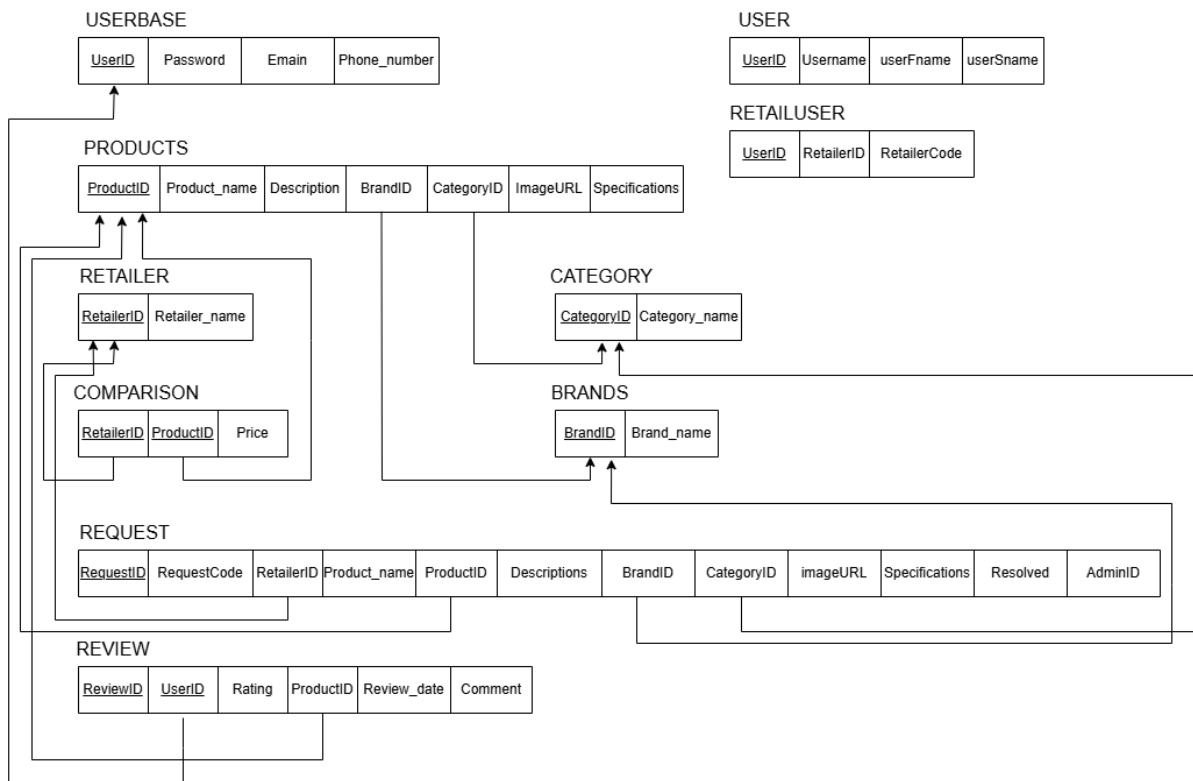 USERBASE
UserID Password Emain Phone_number
USER
UserID Username userFname userSname
RETAILUSER
UserID RetailerID RetailerCode
PRODUCTS
ProductID Product_name Description BrandID CategoryID ImageURL Specifications
RETAILER
RetailerID Retailer_name
CATEGORY
CategoryID Category_name
COMPARISON
RetailerID ProductID Price
BRANDS
BrandID Brand_name
REQUEST
RequestID RequestCode RetailerID Product_name ProductID Descriptions BrandID CategoryID imageURL Specifications Resolved AdminID
REVIEW
ReviewID UserID Rating ProductID Review_date Comment